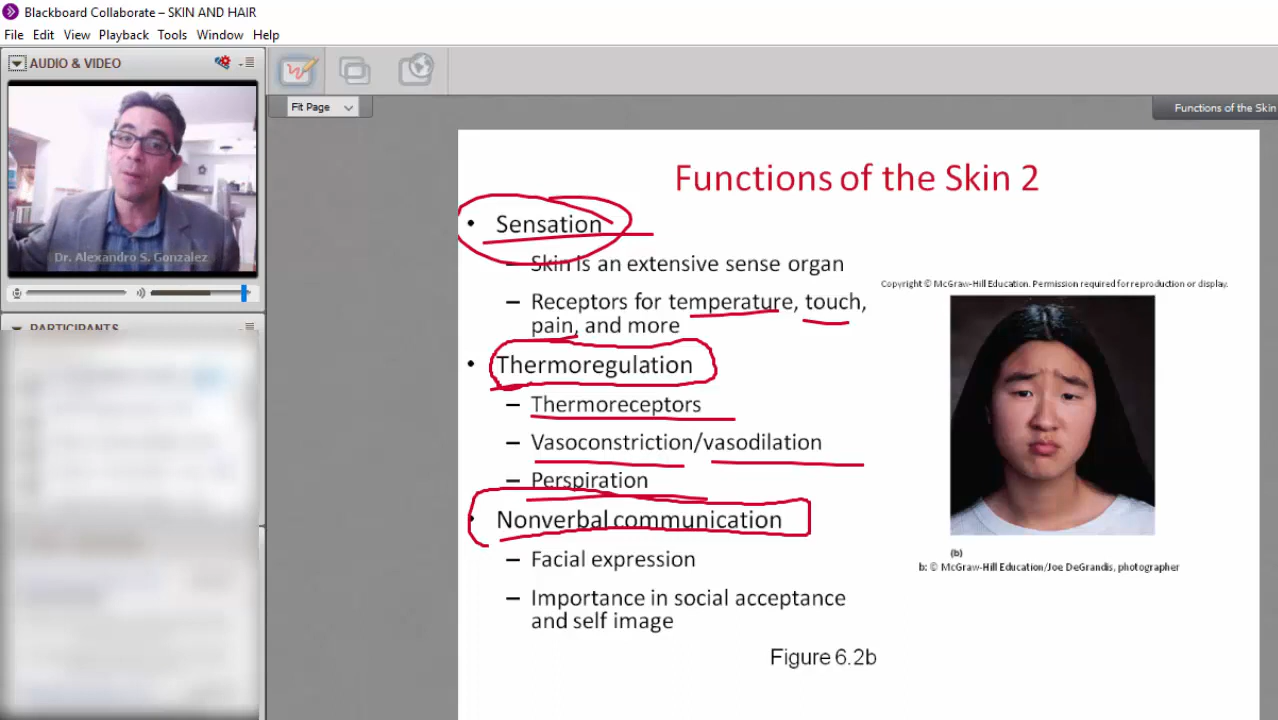 Blackboard Collaborate – SKIN AND HAIR
File Edit View Playback Tools Window Help
AUDIO & VIDEO
Fit Page
Functions of the Skin
Dr. Alexandro S. Gonzalez
PARTICIPANTS
Functions of the Skin 2
• Sensation
– Skin is an extensive sense organ
– Receptors for temperature, touch,
pain, and more
• Thermoregulation
– Thermoreceptors
– Vasoconstriction/vasodilation
– Perspiration
• Nonverbal communication
– Facial expression
– Importance in social acceptance
and self image
Copyright © McGraw-Hill Education. Permission required for reproduction or display.
(b)
b: © McGraw-Hill Education/Joe DeGrandis, photographer
Figure 6.2b